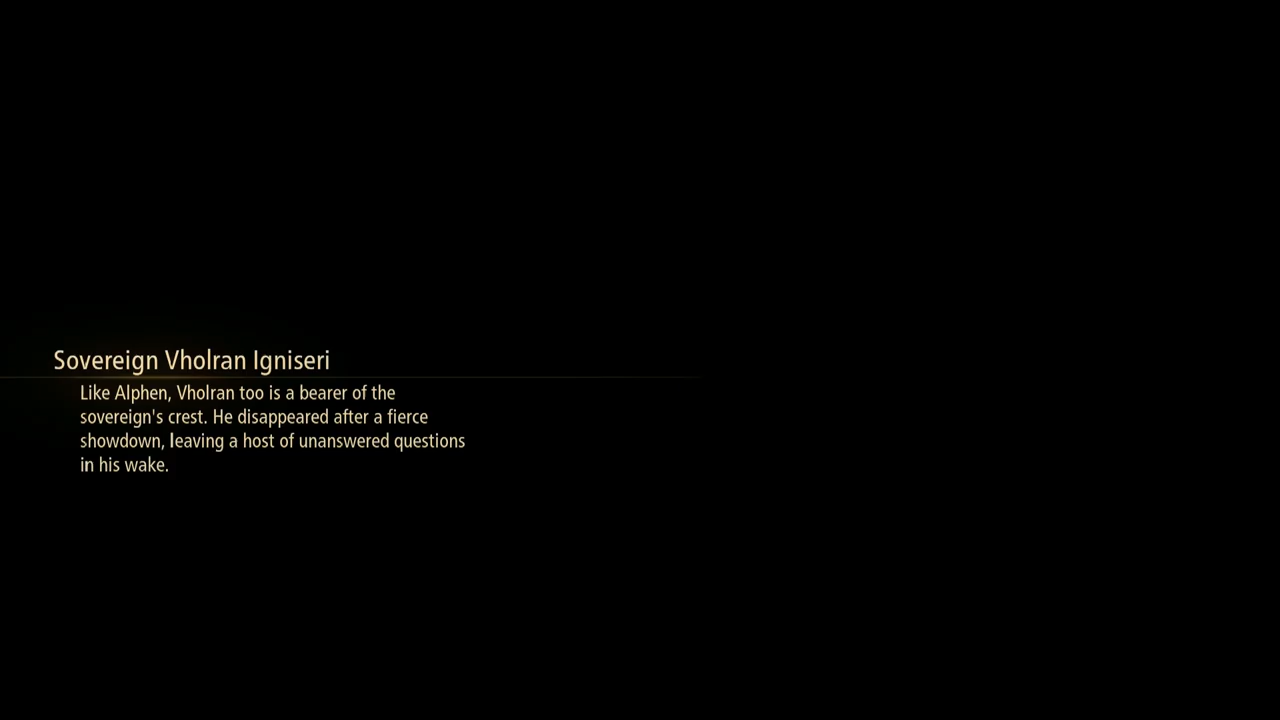 Sovereign Vholran Igniseri
Like Alphen, Vholran too is a bearer of the
sovereign's crest. He disappeared after a fierce
showdown, leaving a host of unanswered questions
in his wake.